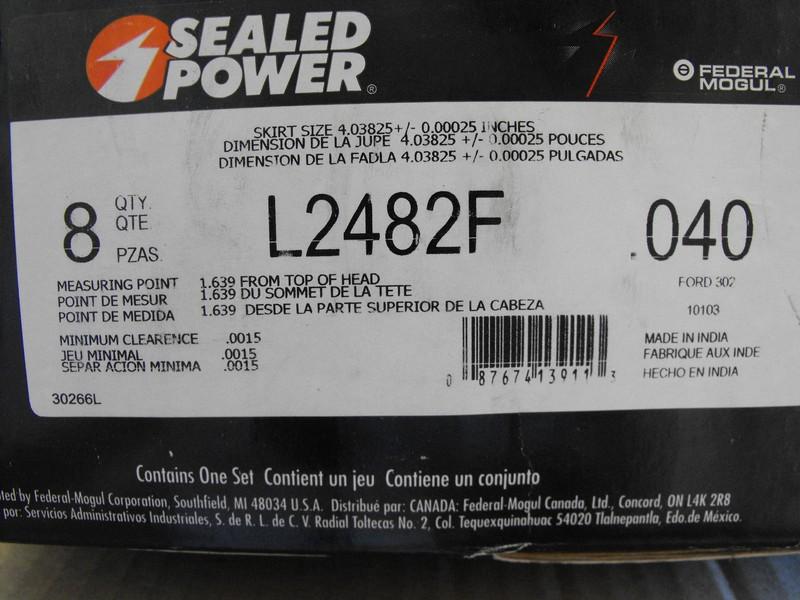 SEALED
POWER®
FEDERAL
MOGUL®
SKIRT SIZE 4.03825+/- 0.00025 INCHES
DIMENSION DE LA JUPE 4.03825 +/- 0.00025 POUCES
DIMENSION DE LA FADLA 4.03825 +/- 0.00025 PULGADAS
8 QTY.
QTE
PZAS.
L2482F
.040
FORD 302
10103
MEASURING POINT 1.639 FROM TOP OF HEAD
POINT DE MESUR 1.639 DU SOMMET DE LA TETE
POINT DE MEDIDA 1.639 DESDE LA PARTE SUPERIOR DE LA CABEZA
MINIMUM CLEARENCE .0015
JEU MINIMAL .0015
SEPAR ACION MINIMA .0015
0 87674 13911 3
MADE IN INDIA
FABRIQUE AUX INDE
HECHO EN INDIA
30266L
Contains One Set Contient un jeu Contiene un conjunto
ted by Federal-Mogul Corporation, Southfield, MI 48034 U.S.A. Distribué par: CANADA: Federal-Mogul Canada, Ltd., Concord, ON L4K 2R8
por: Servicios Administrativos Industriales, S. de R. L. de C. V. Radial Toltecas No. 2, Col. Tequexquinahuac 54020 Tlalnepantla, Edo. de México.